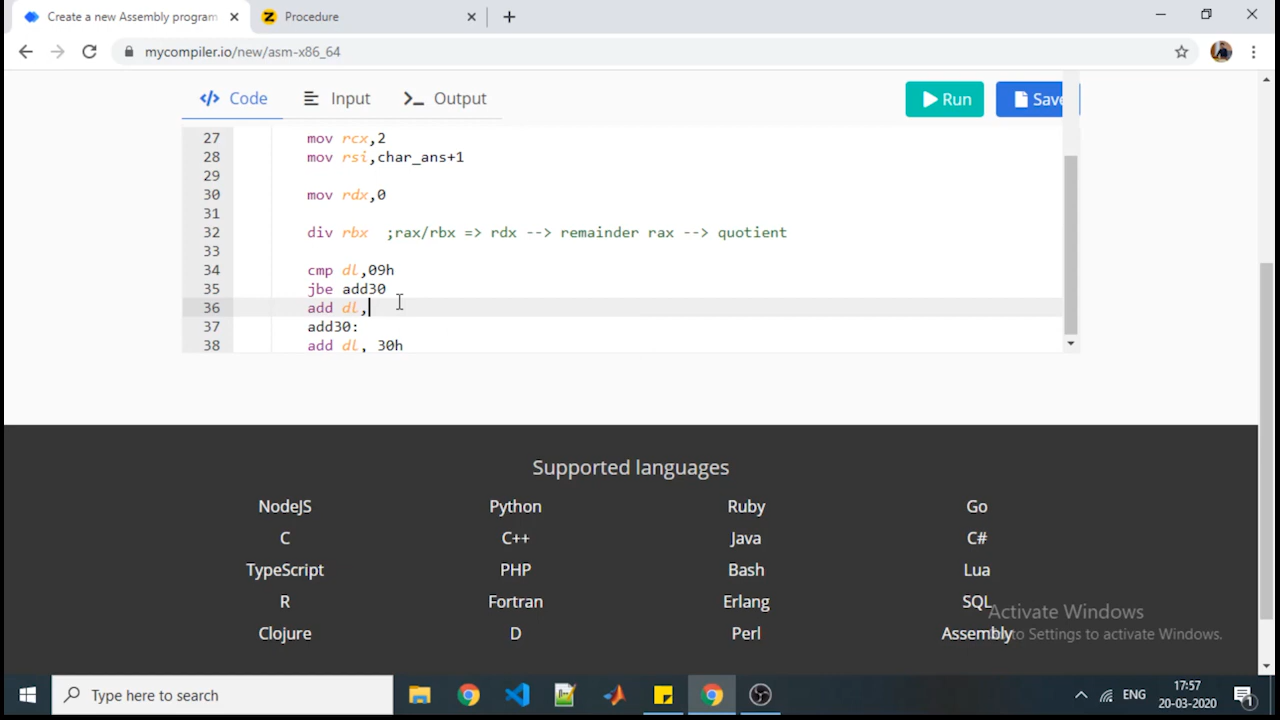 Create a new Assembly program
Procedure
mycompiler.io/new/asm-x86_64
Code
Input
Output
Run
Save
27 mov rcx,2
28 mov rsi,char_ans+1
29
30 mov rdx,0
31
32 div rbx ;rax/rbx => rdx --> remainder rax --> quotient
33
34 cmp dl,09h
35 jbe add30
36 add dl,
37 add30:
38 add dl, 30h
Supported languages
NodeJS Python Ruby Go
C C++ Java C#
TypeScript PHP Bash Lua
R Fortran Erlang SQL
Clojure D Perl Assembly
Activate Windows
to Settings to activate Windows.
Type here to search
ENG
17:57
20-03-2020